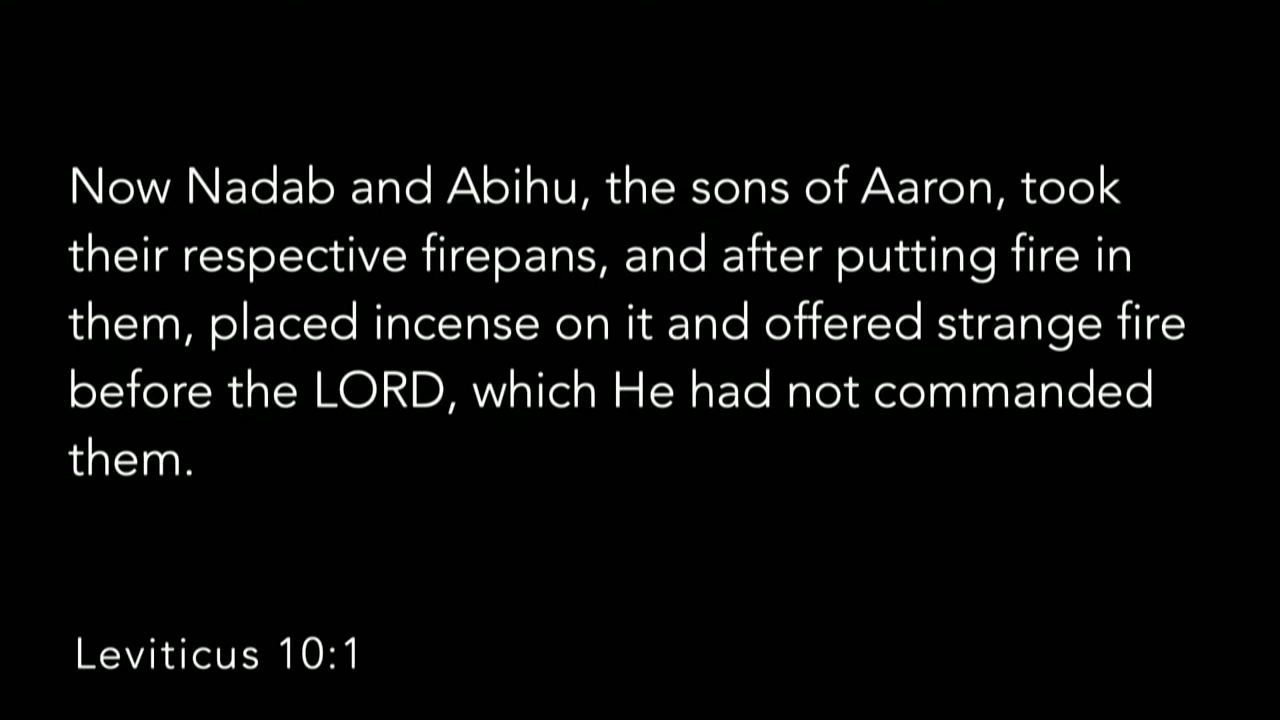 Now Nadab and Abihu, the sons of Aaron, took
their respective firepans, and after putting fire in
them, placed incense on it and offered strange fire
before the LORD, which He had not commanded
them.
Leviticus 10:1